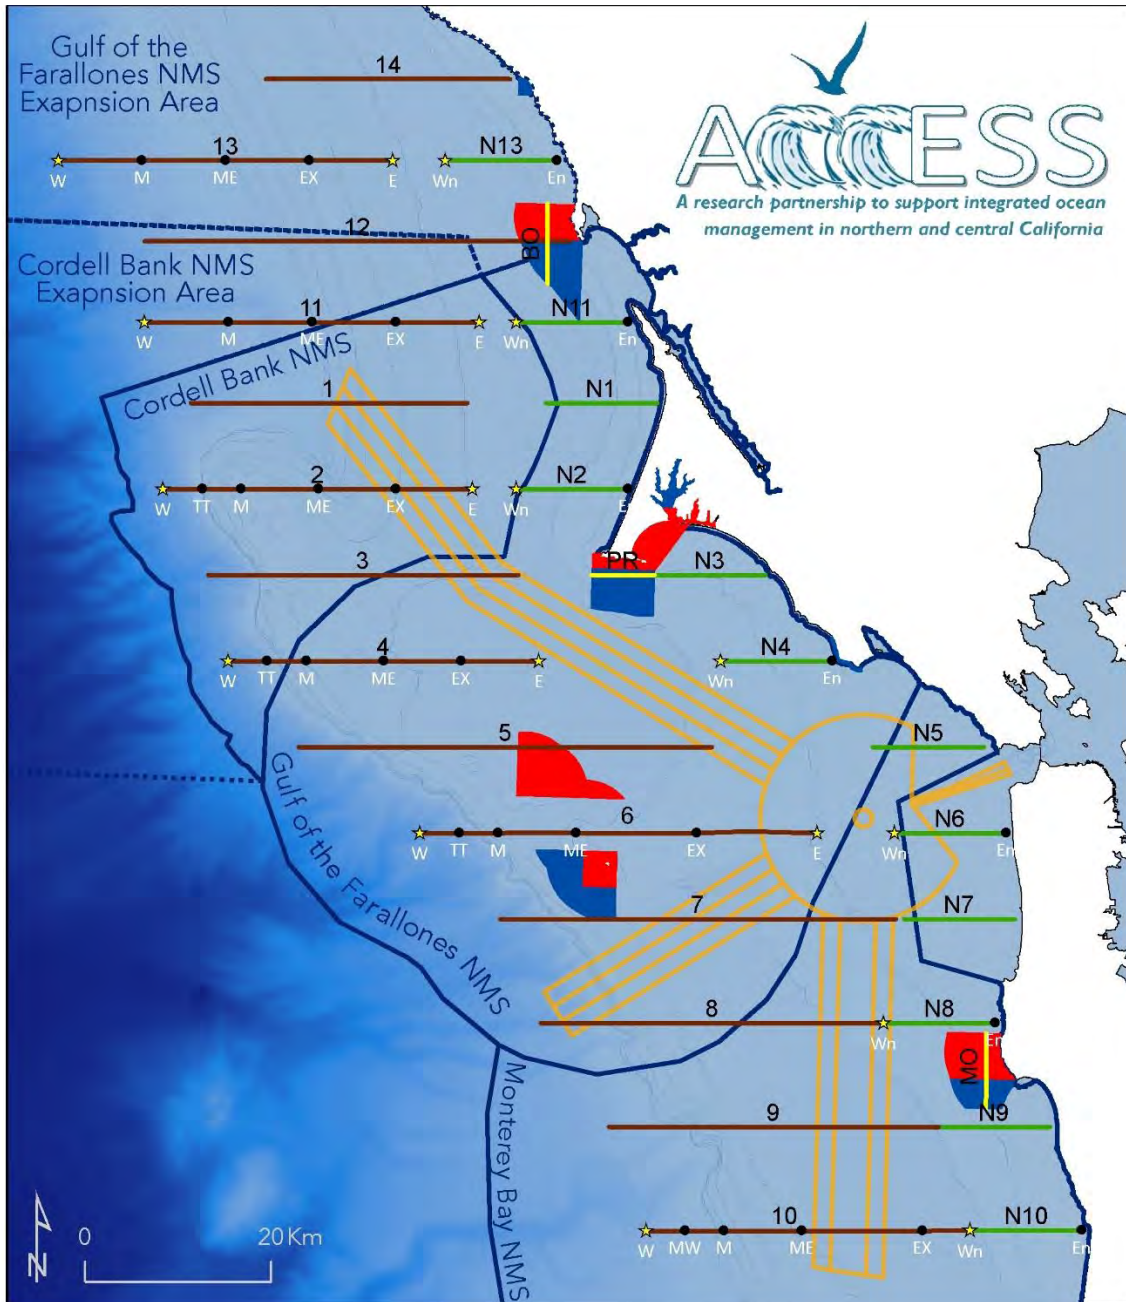 Gulf of the
Farallones NMS
Exapnsion Area
14
ACCESS
A research partnership to support integrated ocean
management in northern and central California
13
N13
W
M
ME
EX
E
Wn
En
12
BO
Cordell Bank NMS
Exapnsion Area
11
N11
W
M
ME
EX
E
Wn
En
Cordell Bank NMS
1
N1
2
N2
W
TT
M
ME
EX
E
Wn
En
3
PR
N3
4
N4
W
TT
M
ME
EX
E
Wn
En
5
N5
Gulf of the Farallones NMS
6
N6
W
TT
M
ME
EX
E
Wn
En
7
N7
8
N8
Wn
En
MO
9
N9
Monterey Bay NMS
10
N10
W
MW
M
ME
EX
Wn
En
N
0
20 Km